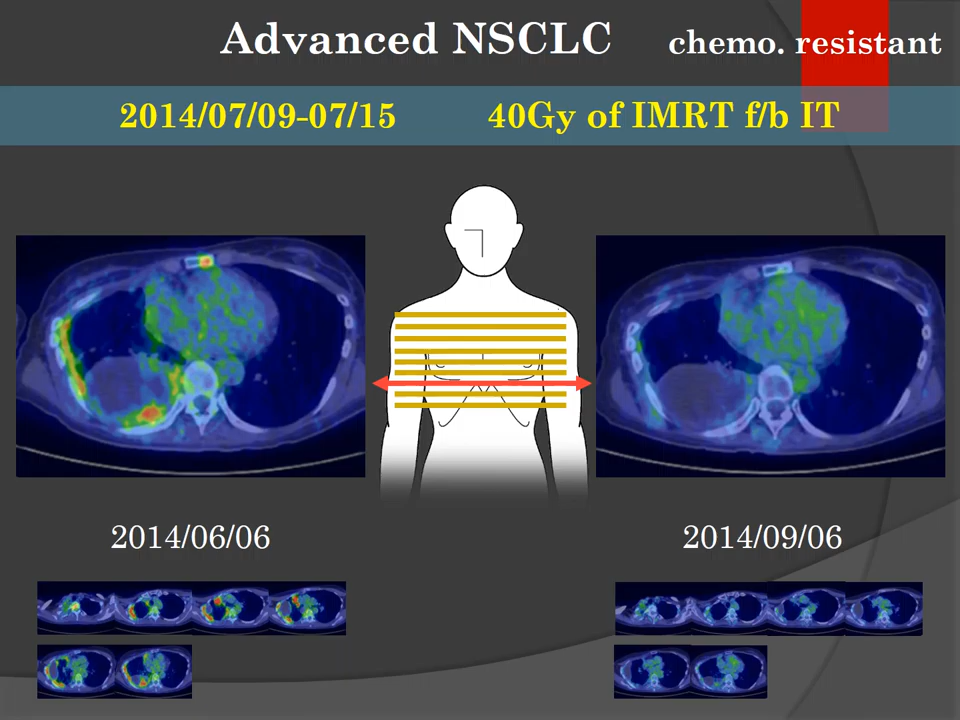 Advanced NSCLC chemo. resistant
2014/07/09-07/15 40Gy of IMRT f/b IT
2014/06/06 2014/09/06